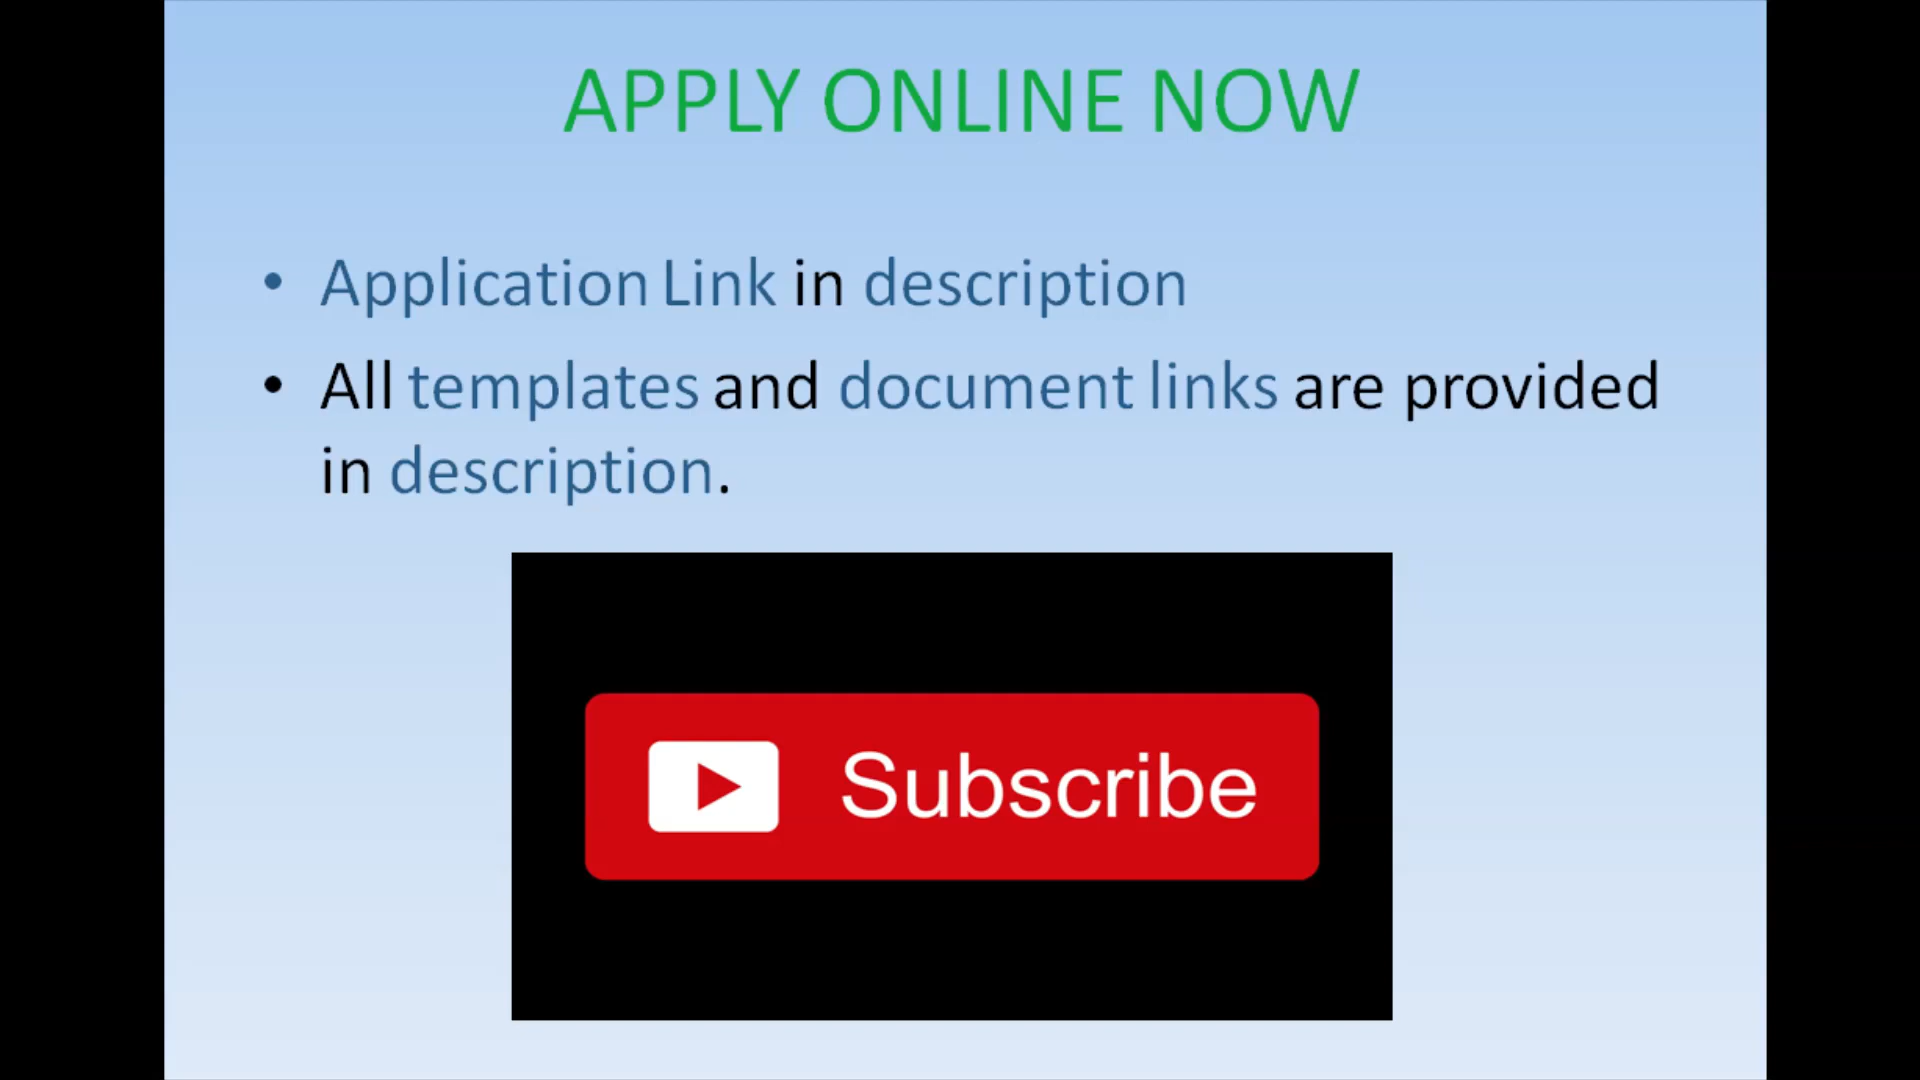 APPLY ONLINE NOW
• Application Link in description
• All templates and document links are provided
in description.
Subscribe